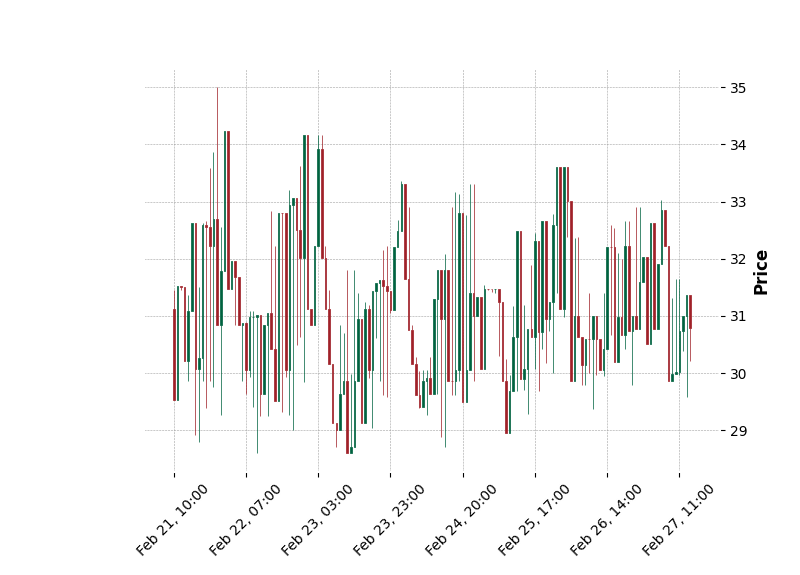 35
34
33
32
31
30
29
Price
Feb 21, 10:00
Feb 22, 07:00
Feb 23, 03:00
Feb 23, 23:00
Feb 24, 20:00
Feb 25, 17:00
Feb 26, 14:00
Feb 27, 11:00